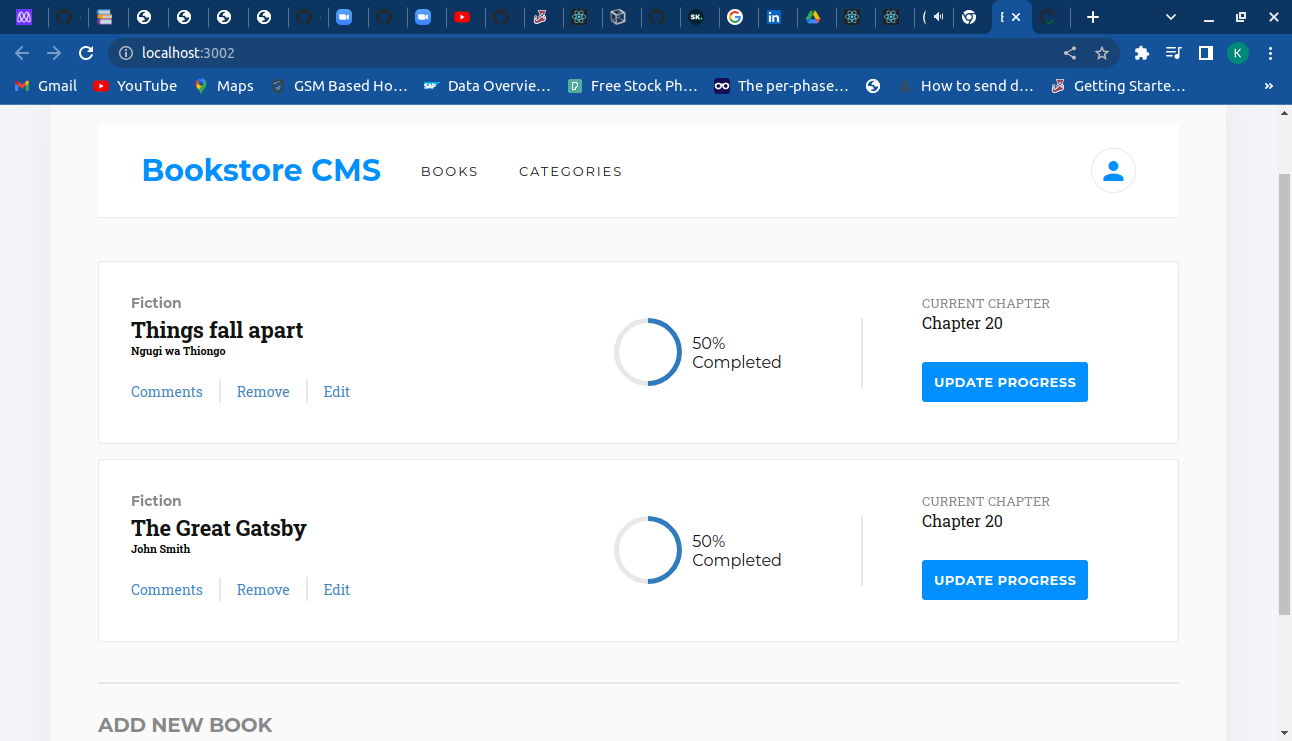 localhost:3002
Gmail YouTube Maps GSM Based Ho... Data Overvie... Free Stock Ph... The per-phase... How to send d... Getting Starte... »
Bookstore CMS BOOKS CATEGORIES
Fiction
Things fall apart
Ngugi wa Thiongo
Comments Remove Edit
50%
Completed
CURRENT CHAPTER
Chapter 20
UPDATE PROGRESS
Fiction
The Great Gatsby
John Smith
Comments Remove Edit
50%
Completed
CURRENT CHAPTER
Chapter 20
UPDATE PROGRESS
ADD NEW BOOK